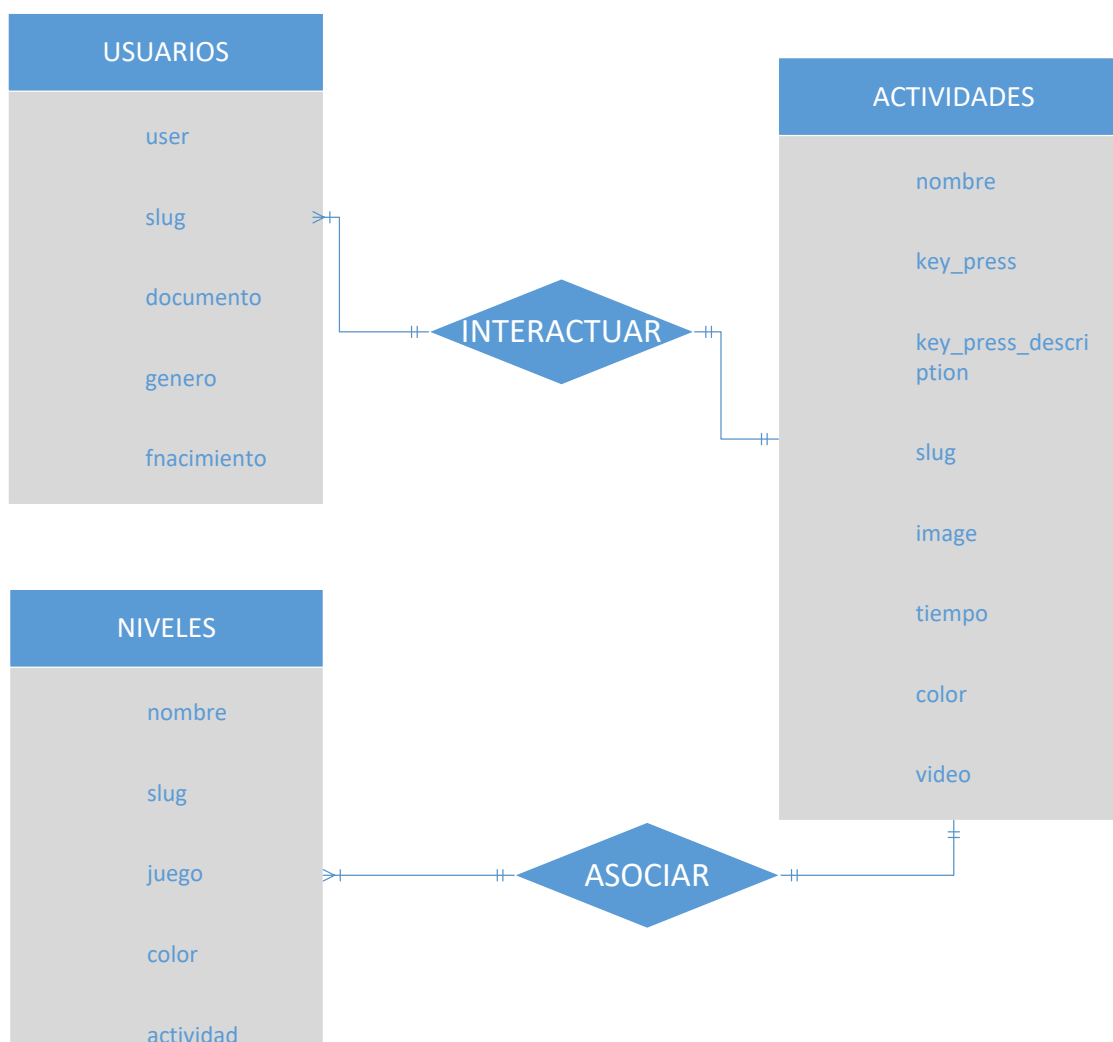 USUARIOS
user
slug
documento
genero
fnacimiento
ACTIVIDADES
nombre
key_press
key_press_descri
ption
slug
image
tiempo
color
video
INTERACTUAR
NIVELES
nombre
slug
juego
color
actividad
ASOCIAR